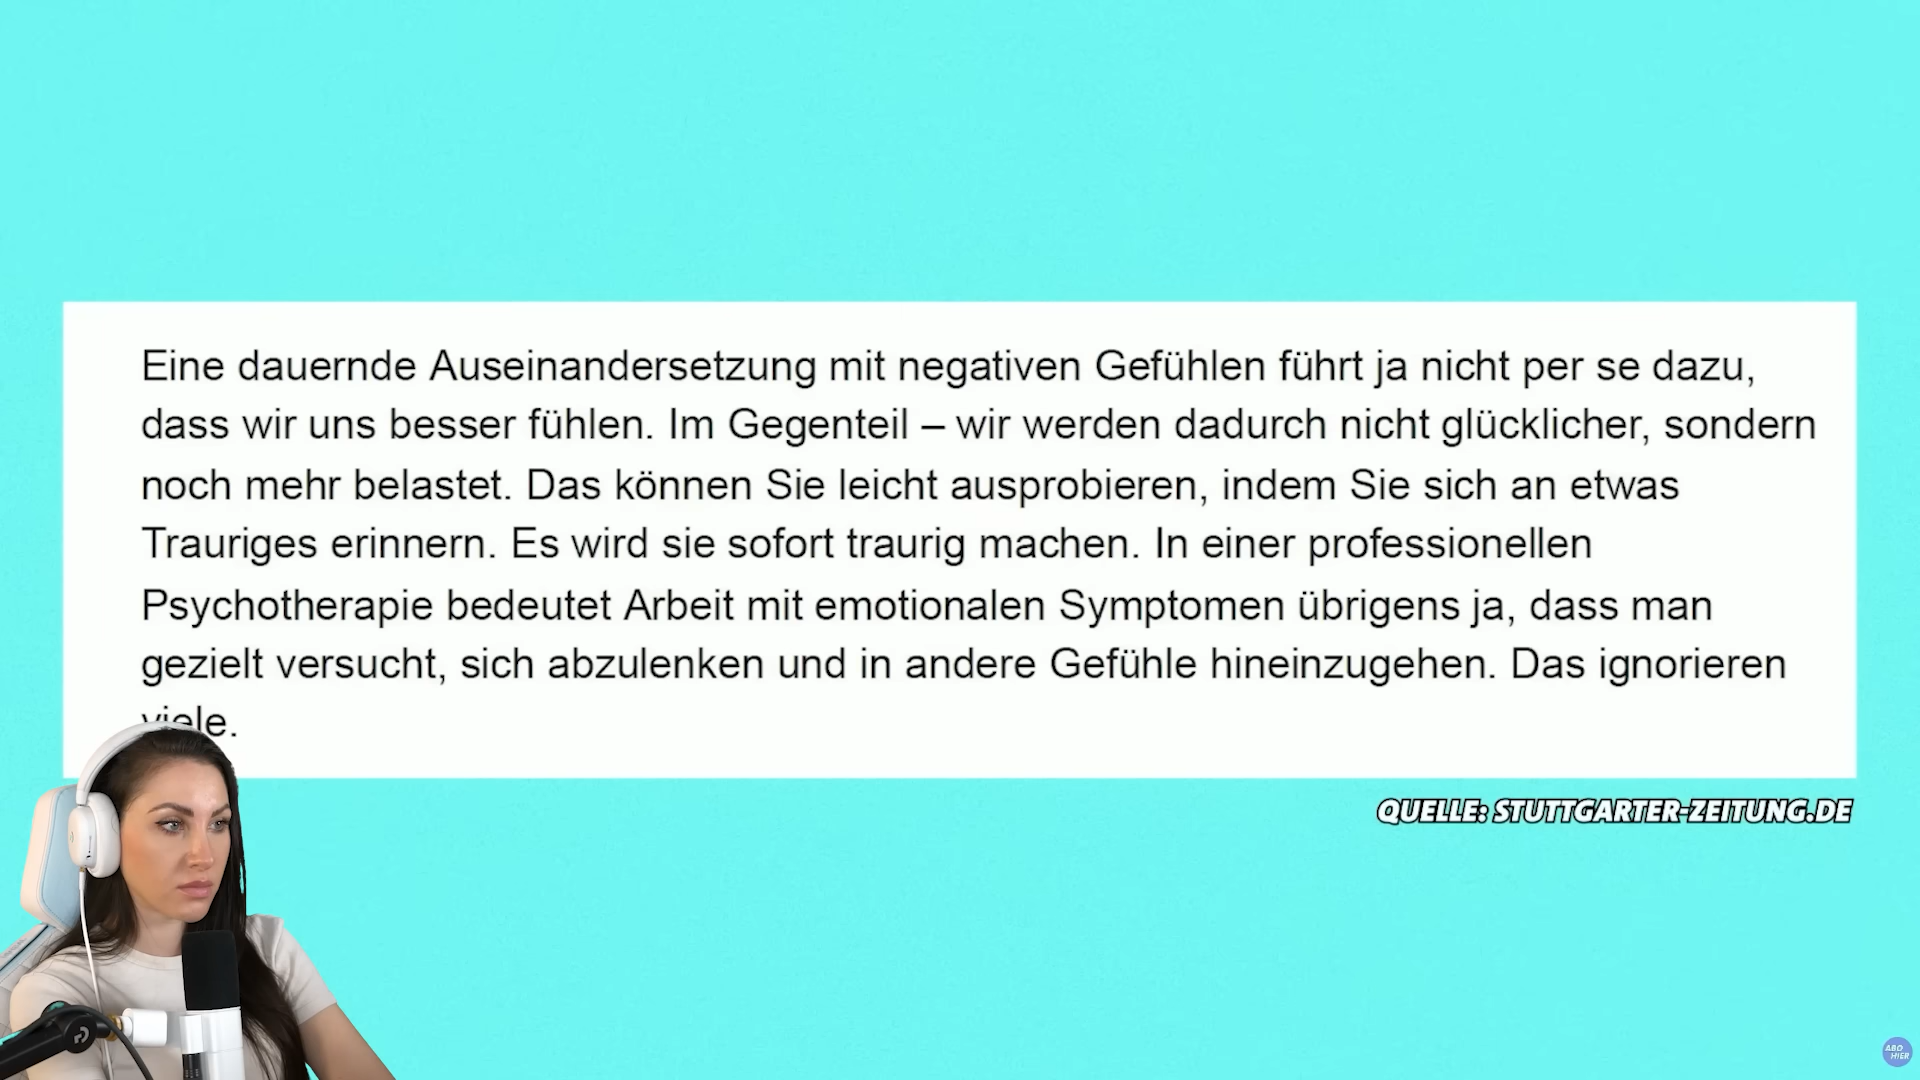 Eine dauernde Auseinandersetzung mit negativen Gefühlen führt ja nicht per se dazu,
dass wir uns besser fühlen. Im Gegenteil – wir werden dadurch nicht glücklicher, sondern
noch mehr belastet. Das können Sie leicht ausprobieren, indem Sie sich an etwas
Trauriges erinnern. Es wird sie sofort traurig machen. In einer professionellen
Psychotherapie bedeutet Arbeit mit emotionalen Symptomen übrigens ja, dass man
gezielt versucht, sich abzulenken und in andere Gefühle hineinzugehen. Das ignorieren
viele.
QUELLE: STUTTGARTER-ZEITUNG.DE
ABO
HIER